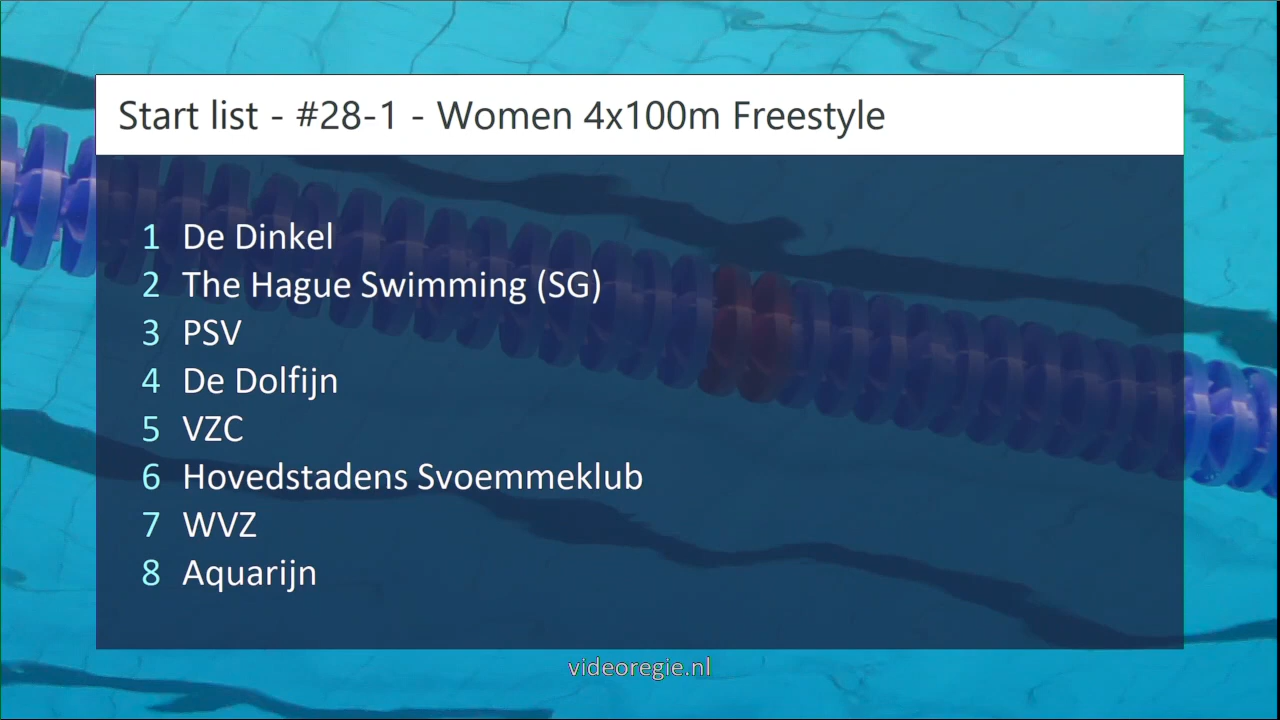 Start list - #28-1 - Women 4x100m Freestyle
1 De Dinkel
2 The Hague Swimming (SG)
3 PSV
4 De Dolfijn
5 VZC
6 Hovedstadens Svoemmeklub
7 WVZ
8 Aquarijn
videoregie.nl